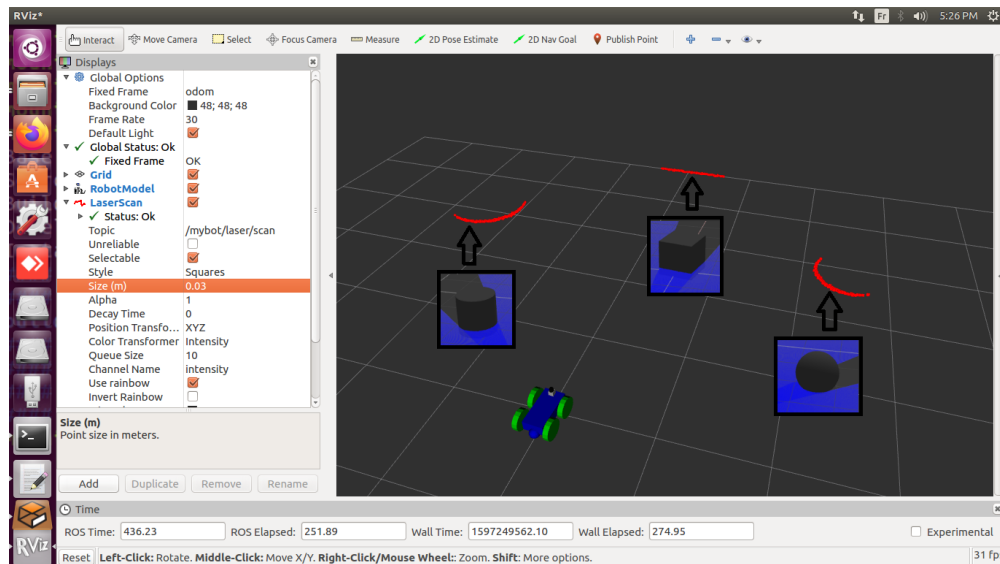 RViz*
Fr
5:26 PM
Interact
Move Camera
Select
Focus Camera
Measure
2D Pose Estimate
2D Nav Goal
Publish Point
Displays
Global Options
Fixed Frame odom
Background Color 48; 48; 48
Frame Rate 30
Default Light
Global Status: Ok
Fixed Frame OK
Grid
RobotModel
LaserScan
Status: Ok
Topic /mybot/laser/scan
Unreliable
Selectable
Style Squares
Size (m) 0.03
Alpha 1
Decay Time 0
Position Transfo... XYZ
Color Transformer Intensity
Queue Size 10
Channel Name intensity
Use rainbow
Invert Rainbow
Size (m)
Point size in meters.
Add
Duplicate
Remove
Rename
Time
ROS Time: 436.23
ROS Elapsed: 251.89
Wall Time: 1597249562.10
Wall Elapsed: 274.95
Experimental
Reset
Left-Click: Rotate. Middle-Click: Move X/Y. Right-Click/Mouse Wheel:: Zoom. Shift: More options.
31 fp
RViz